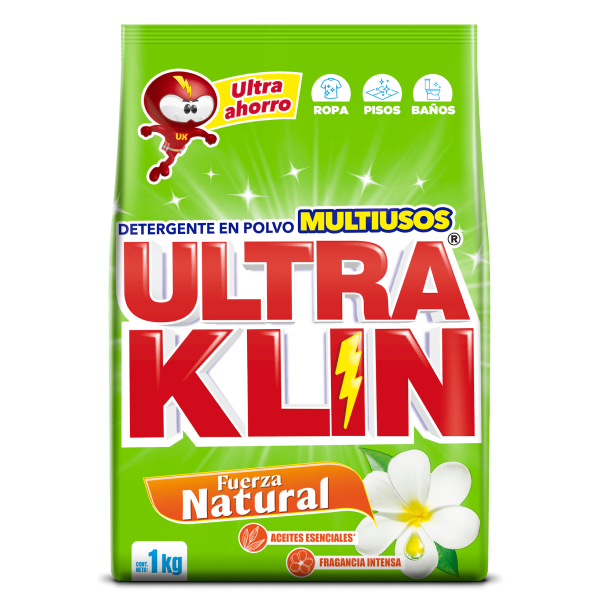 Ultra
ahorro
ROPA
PISOS
BAÑOS
UK
DETERGENTE EN POLVO MULTIUSOS
ULTRA®
KLIN
Fuerza
Natural
ACEITES ESENCIALES*
FRAGANCIA INTENSA
CONT.
NETO: 1kg